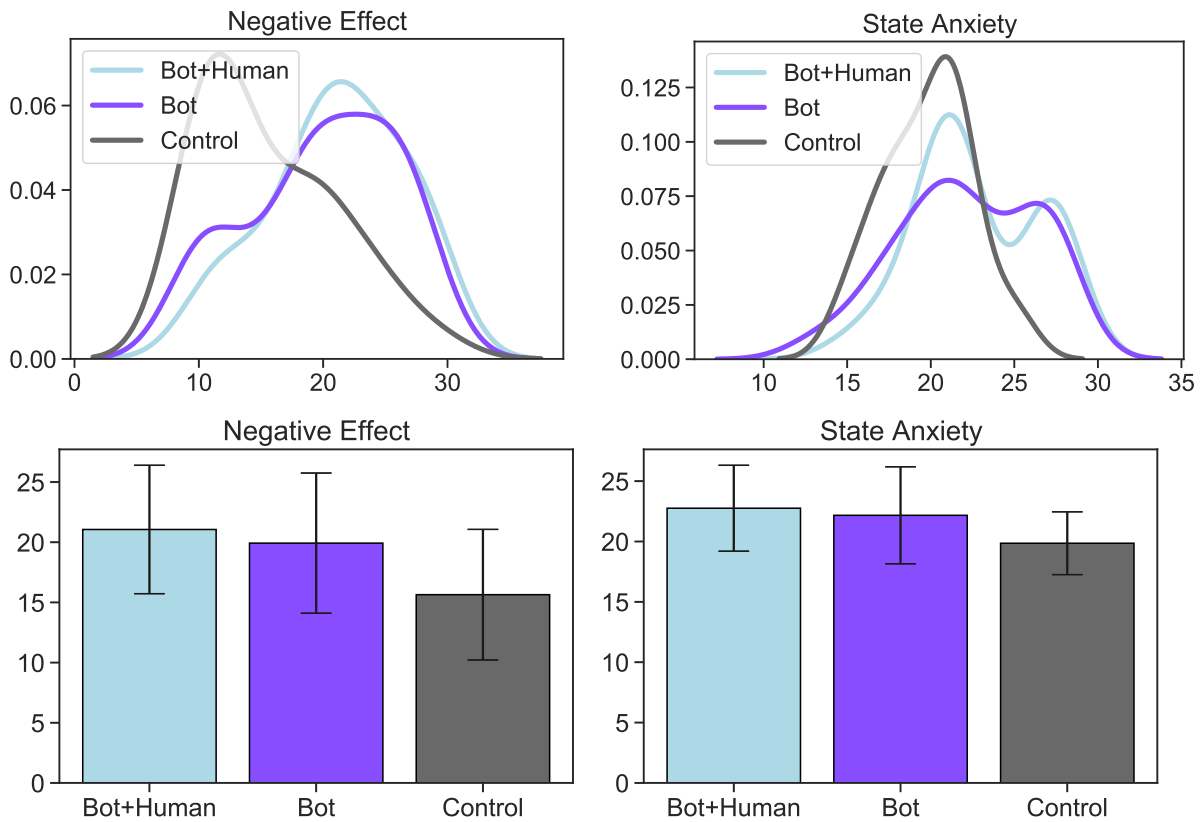 Negative Effect
Bot+Human
Bot
Control
0.06
0.04
0.02
0.00
0
10
20
30
State Anxiety
Bot+Human
Bot
Control
0.125
0.100
0.075
0.050
0.025
0.000
10
15
20
25
30
35
Negative Effect
25
20
15
10
5
0
Bot+Human
Bot
Control
State Anxiety
25
20
15
10
5
0
Bot+Human
Bot
Control